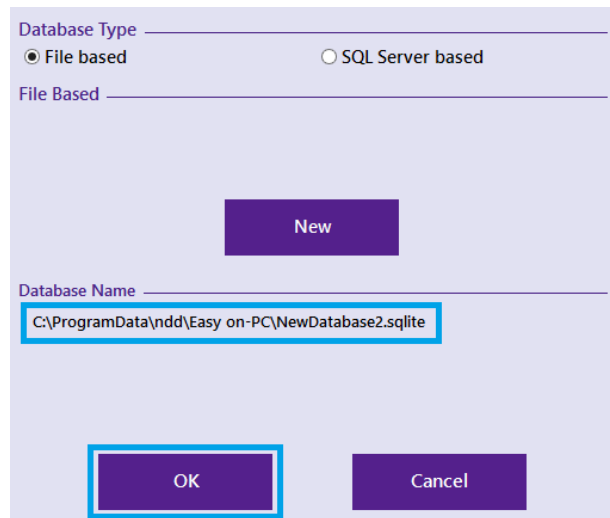 Database Type
File based SQL Server based
File Based
New
Database Name
C:\ProgramData\ndd\Easy on-PC\NewDatabase2.sqlite
OK Cancel